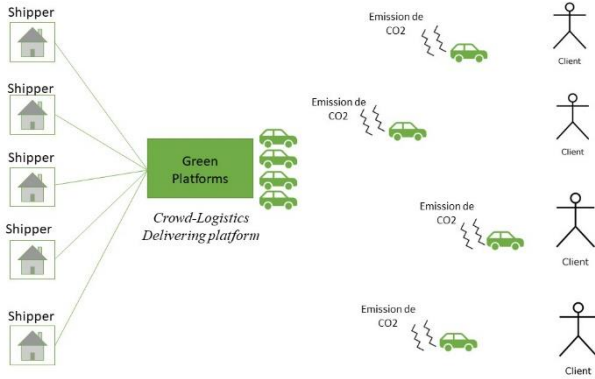 Shipper
Shipper
Shipper
Shipper
Shipper
Green
Platforms
Crowd-Logistics
Delivering platform
Emission de
CO2
Client
Emission de
CO2
Client
Emission de
CO2
Client
Emission de
CO2
Client